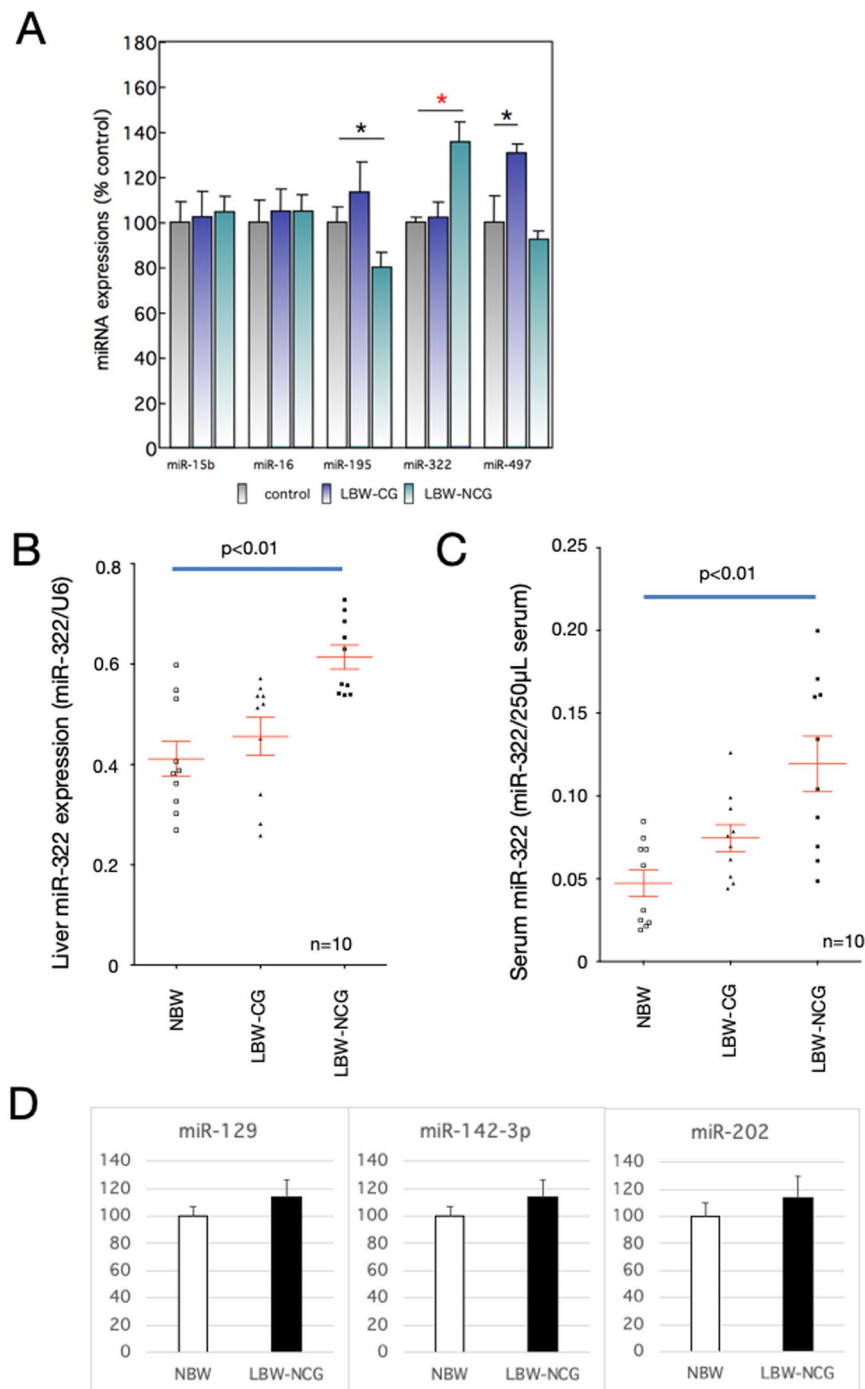 A
miRNA expressions (% control)
180
160
140
120
100
80
60
40
20
0
*
*
*
miR-15b miR-16 miR-195 miR-322 miR-497
control LBW-CG LBW-NCG
B
Liver miR-322 expression (miR-322/U6)
p<0.01
0.8
0.6
0.4
0.2
0
n=10
NBW
LBW-CG
LBW-NCG
C
Serum miR-322 (miR-322/250µL serum)
p<0.01
0.25
0.20
0.15
0.10
0.05
0
n=10
NBW
LBW-CG
LBW-NCG
D
miR-129
140
120
100
80
60
40
20
0
NBW LBW-NCG
miR-142-3p
140
120
100
80
60
40
20
0
NBW LBW-NCG
miR-202
140
120
100
80
60
40
20
0
NBW LBW-NCG